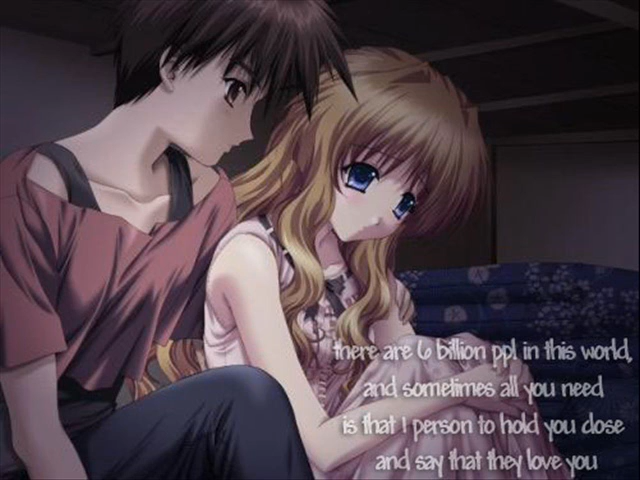 there are 6 billion ppl in this world,
and sometimes all you need
is that 1 person to hold you close
and say that they love you